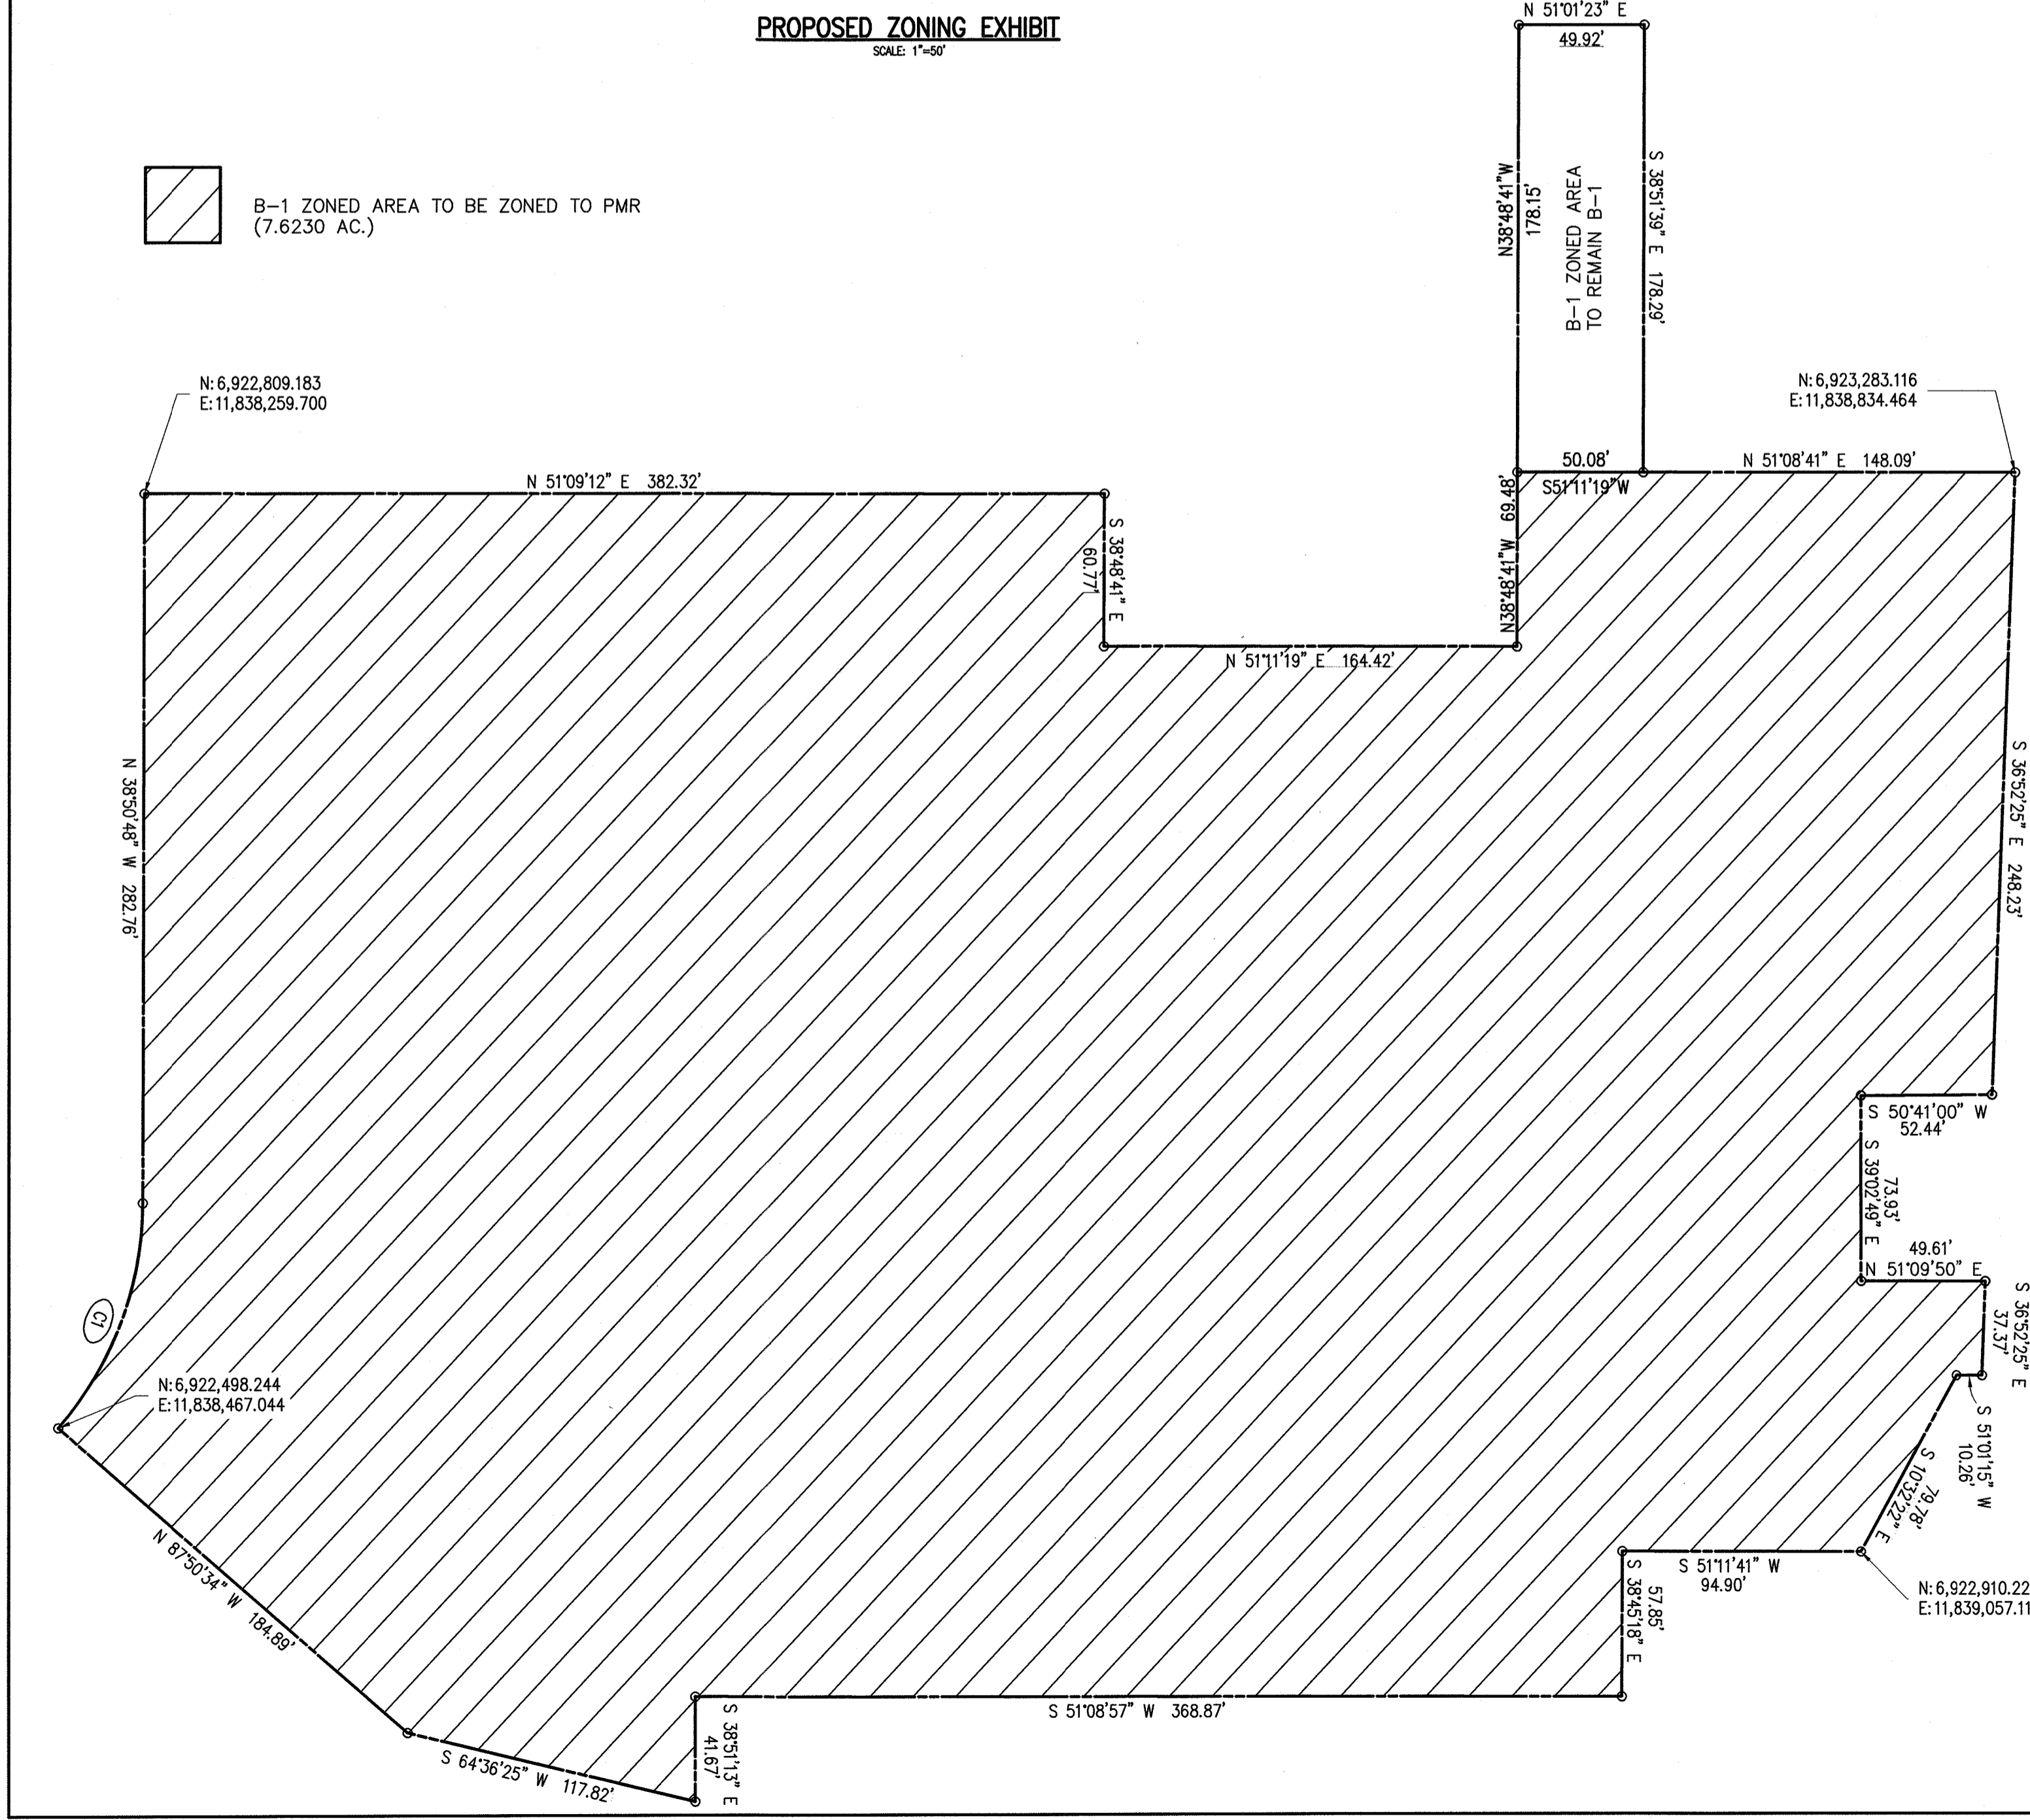 PROPOSED ZONING EXHIBIT
SCALE: 1"=50'
N 51°01'23" E
49.92'
B-1 ZONED AREA TO BE ZONED TO PMR
(7.6230 AC.)
N38°48'41"W
178.15'
B-1 ZONED AREA
TO REMAIN B-1
S 38°51'39" E 178.29'
N: 6,922,809.183
E: 11,838,259.700
N: 6,923,283.116
E: 11,838,834.464
N 51°09'12" E 382.32'
50.08'
S51°11'19"W
N 51°08'41" E 148.09'
S 38°48'41" E
60.77'
N38°48'41"W 69.48'
N 51°11'19" E 164.42'
N 38°50'48" W 282.76'
S 36°52'25" E 248.23'
S 50°41'00" W
52.44'
73.93'
S 39°02'49" E
49.61'
N 51°09'50" E
S 36°52'25" E
37.37'
C1
N: 6,922,498.244
E: 11,838,467.044
S 51°01'15" W
10.26'
79.78'
S 10°32'22" E
N 87°50'34" W 184.89'
S 51°11'41" W
94.90'
57.85'
S 38°45'18" E
N: 6,922,910.22
E: 11,839,057.11
S 51°08'57" W 368.87'
S 38°51'13" E
41.67'
S 64°36'25" W 117.82'